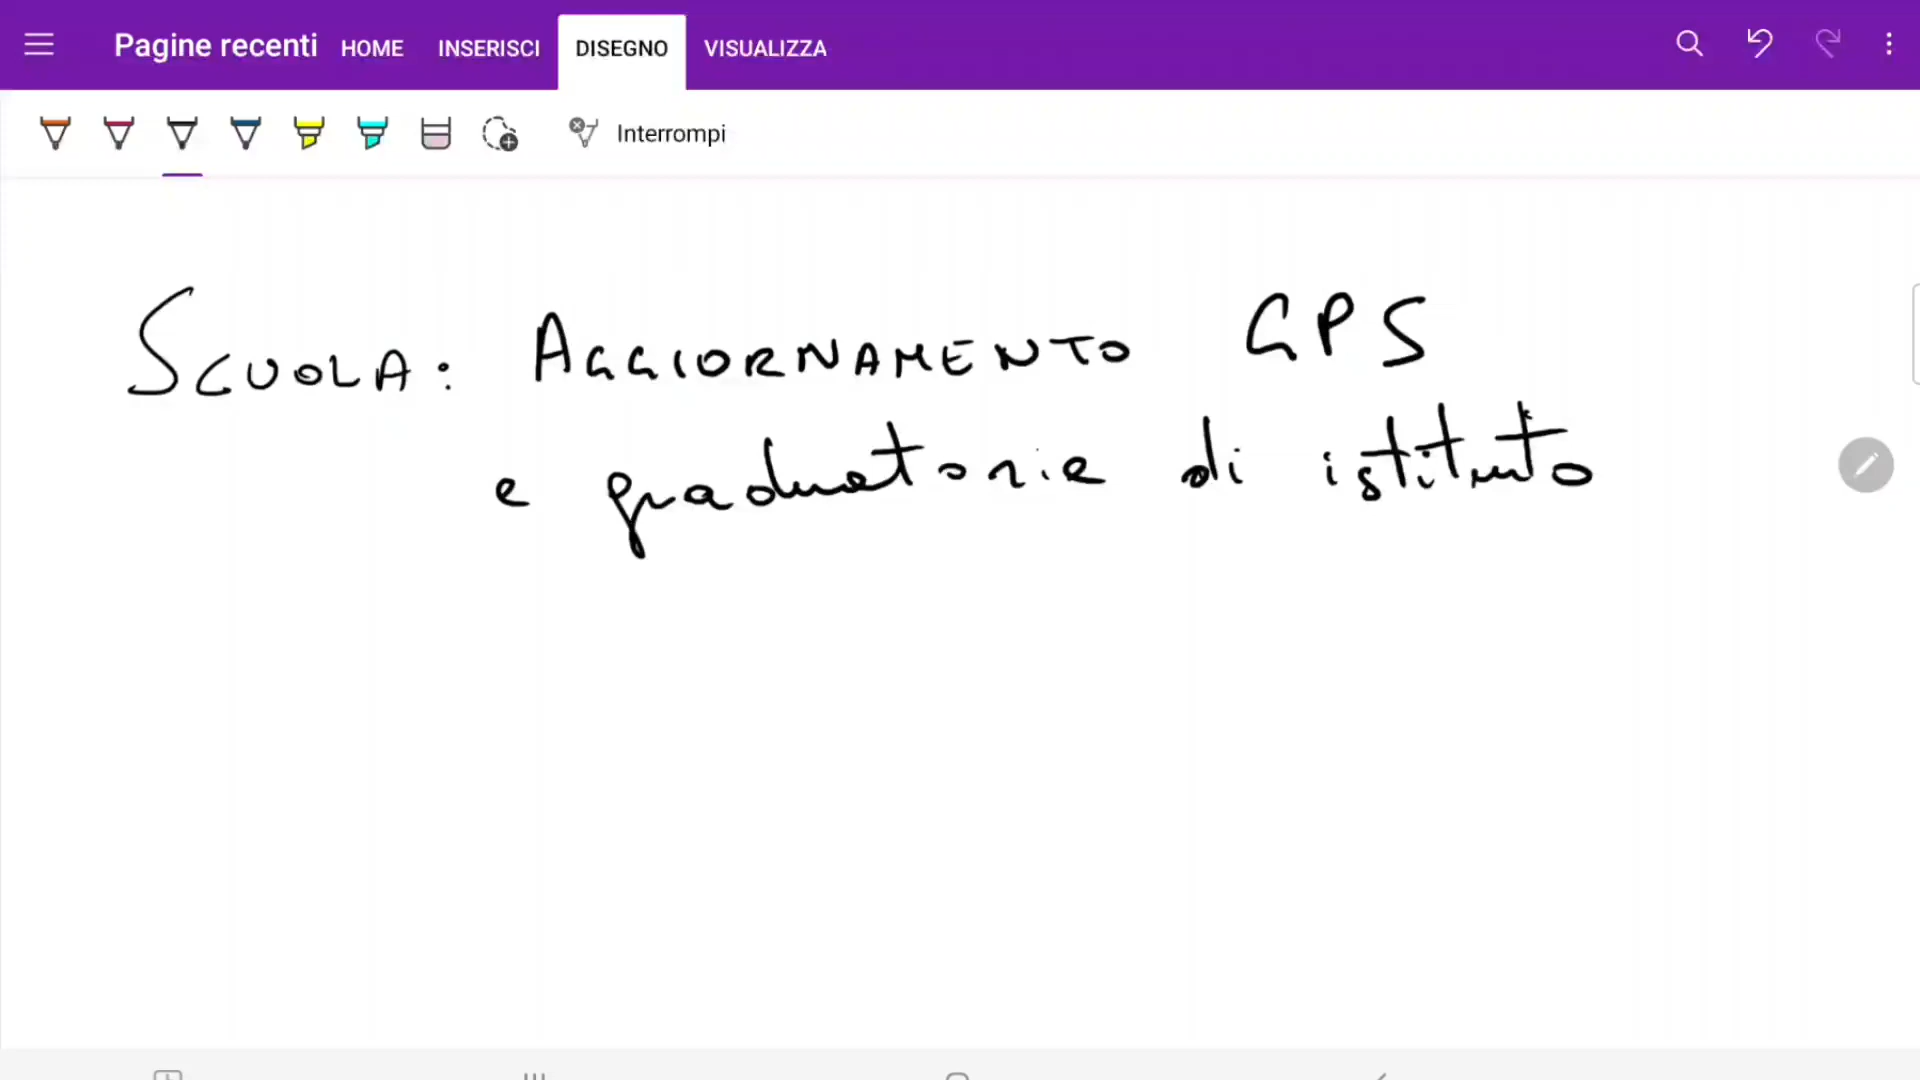 Pagine recenti HOME INSERISCI DISEGNO VISUALIZZA
Interrompi
SCUOLA: AGGIORNAMENTO GPS
e graduatorie di istituto